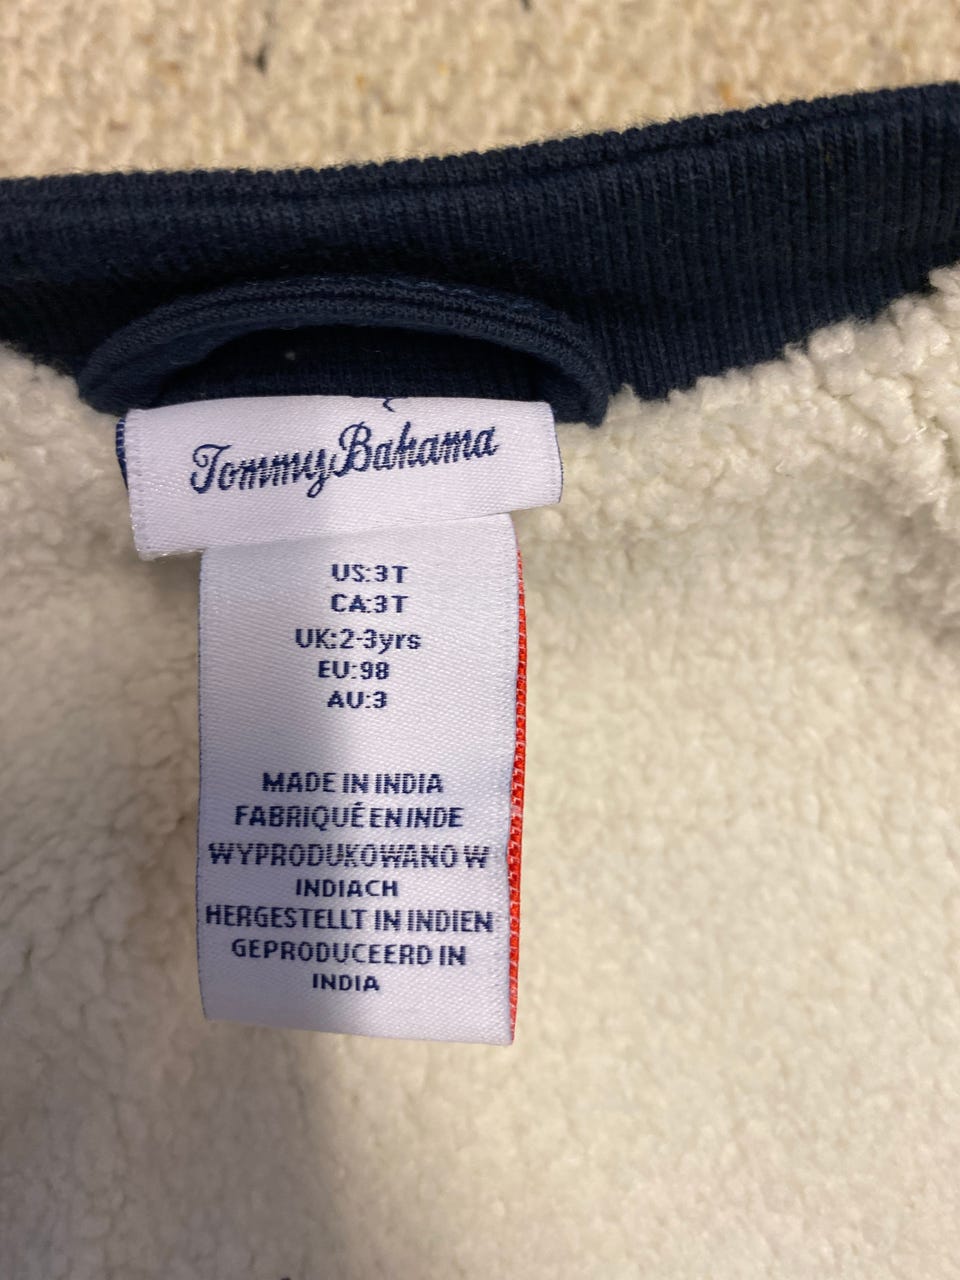 Tommy Bahama
US:3T
CA:3T
UK:2-3yrs
EU:98
AU:3
MADE IN INDIA
FABRIQUÉ EN INDE
WYPRODUKOWANO W
INDIACH
HERGESTELLT IN INDIEN
GEPRODUCEERD IN
INDIA